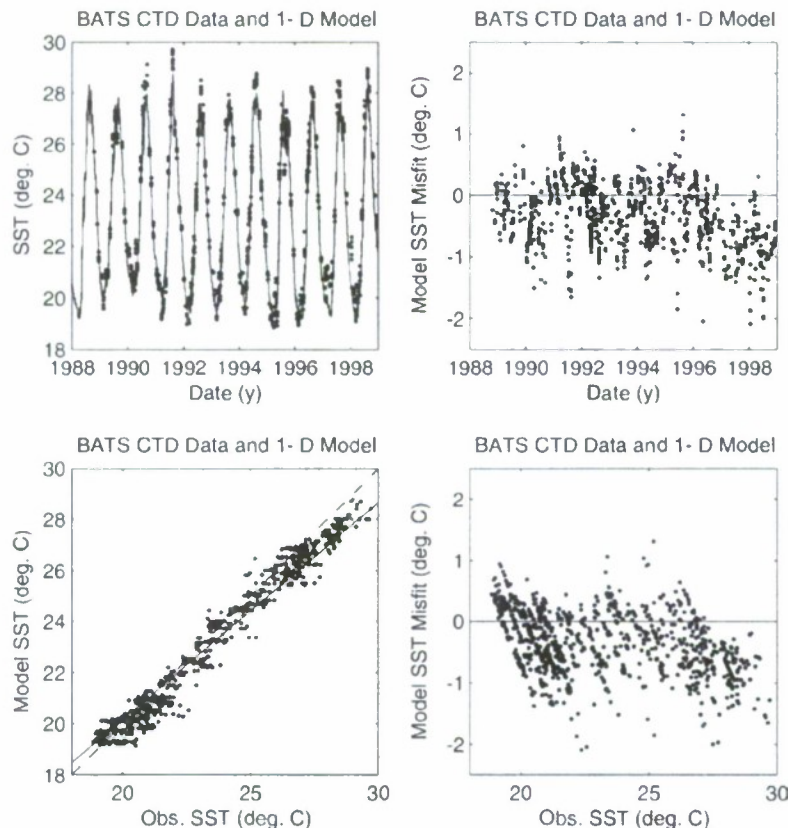 BATS CTD Data and 1- D Model
30
28
26
24
22
20
18
SST (deg. C)
1988 1990 1992 1994 1996 1998
Date (y)
BATS CTD Data and 1- D Model
2
1
0
-1
-2
Model SST Misfit (deg. C)
1988 1990 1992 1994 1996 1998
Date (y)
BATS CTD Data and 1- D Model
30
28
26
24
22
20
18
Model SST (deg. C)
20 25 30
Obs. SST (deg. C)
BATS CTD Data and 1- D Model
2
1
0
-1
-2
Model SST Misfit (deg. C)
20 25 30
Obs. SST (deg. C)